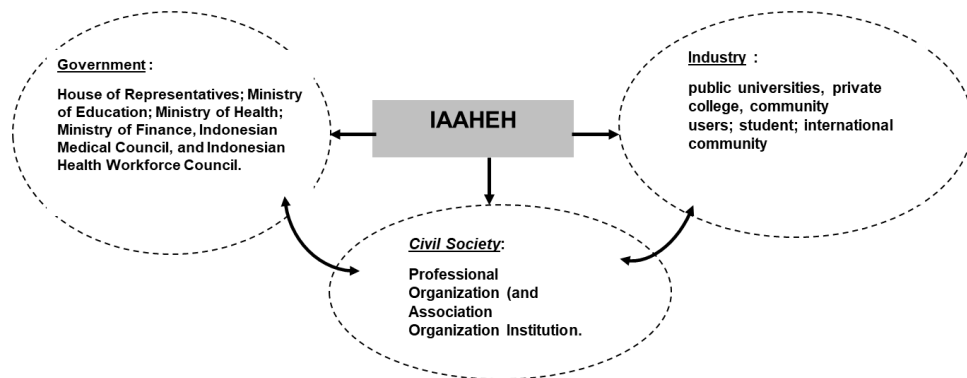 Government :
House of Representatives; Ministry
of Education; Ministry of Health;
Ministry of Finance, Indonesian
Medical Council, and Indonesian
Health Workforce Council.
IAAHEH
Industry :
public universities, private
college, community
users; student; international
community
Civil Society:
Professional
Organization (and
Association
Organization Institution.